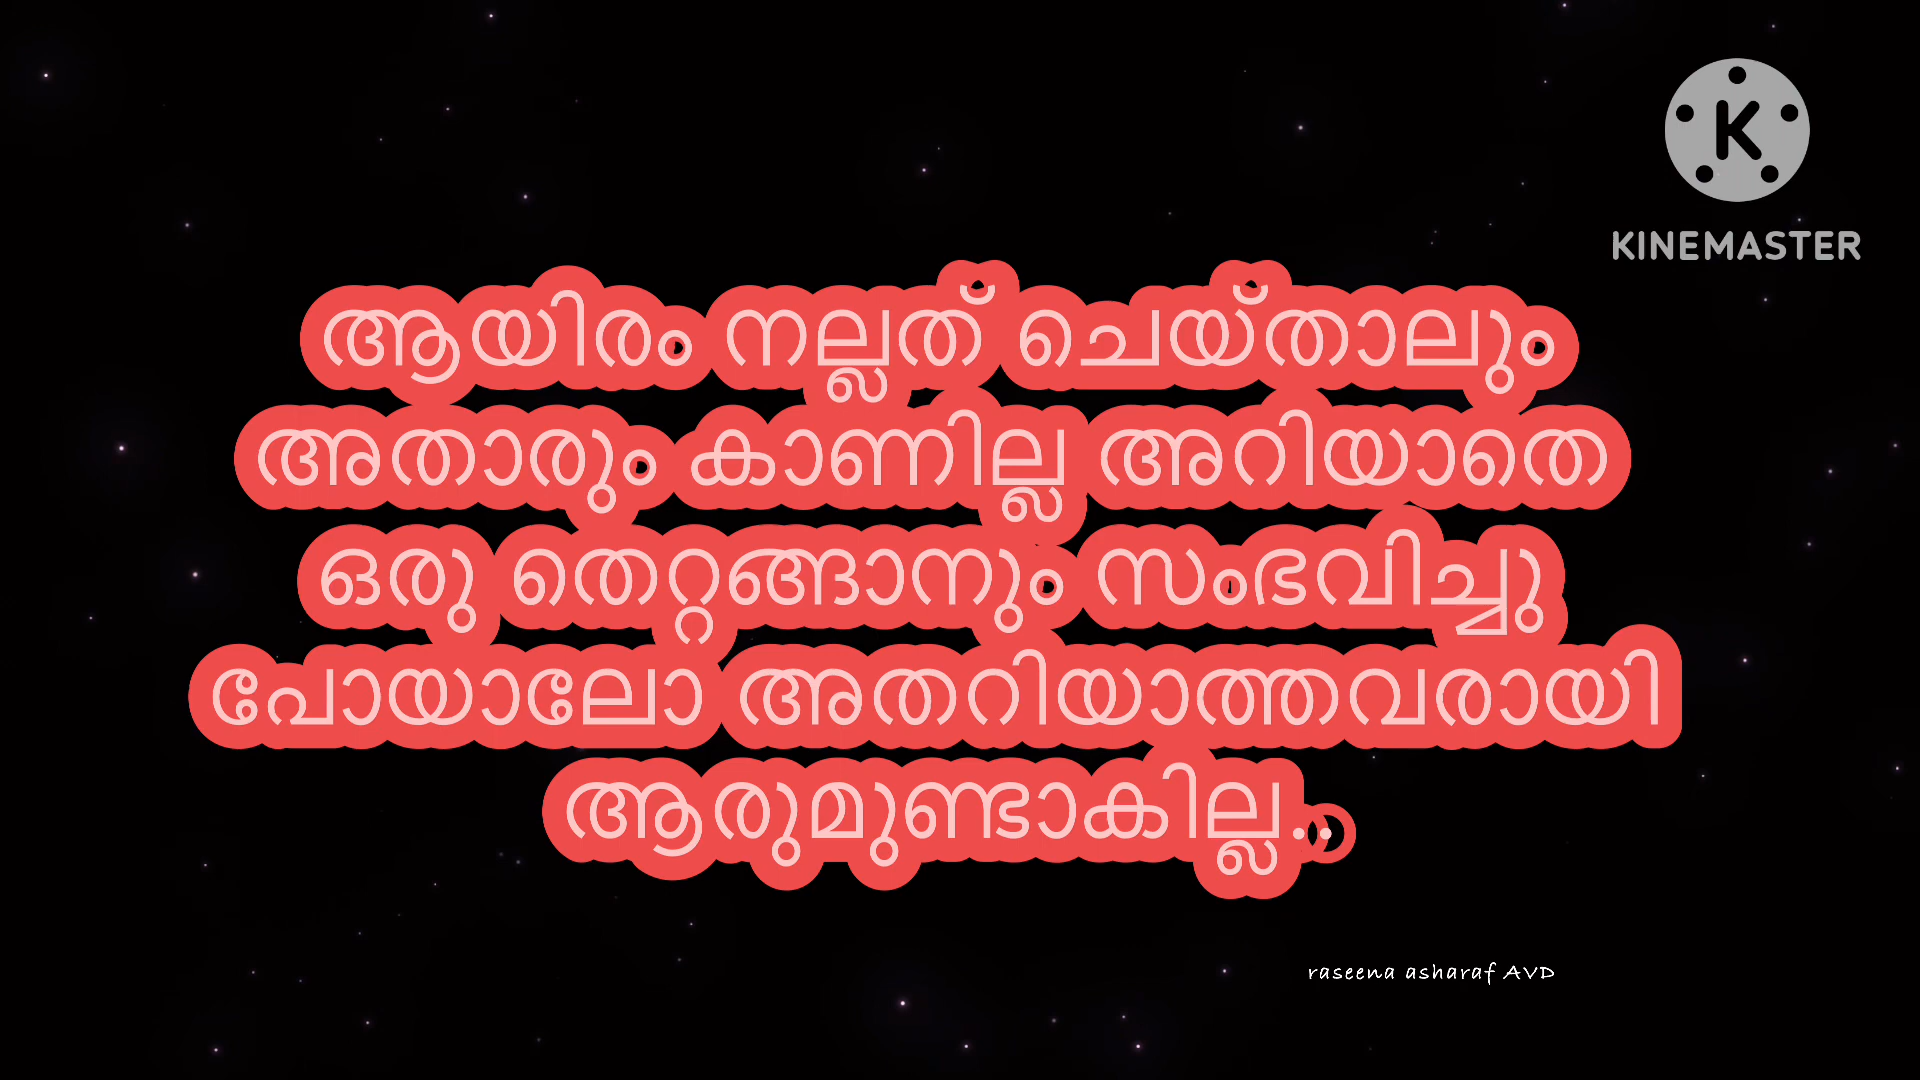 KINEMASTER
ആയിരം നല്ലത് ചെയ്താലും
അതാരും കാണില്ല അറിയാതെ
ഒരു തെറ്റങ്ങാനും സംഭവിച്ചു
പോയാലോ അതറിയാത്തവരായി
ആരുമുണ്ടാകില്ല..
raseena asharaf AVD